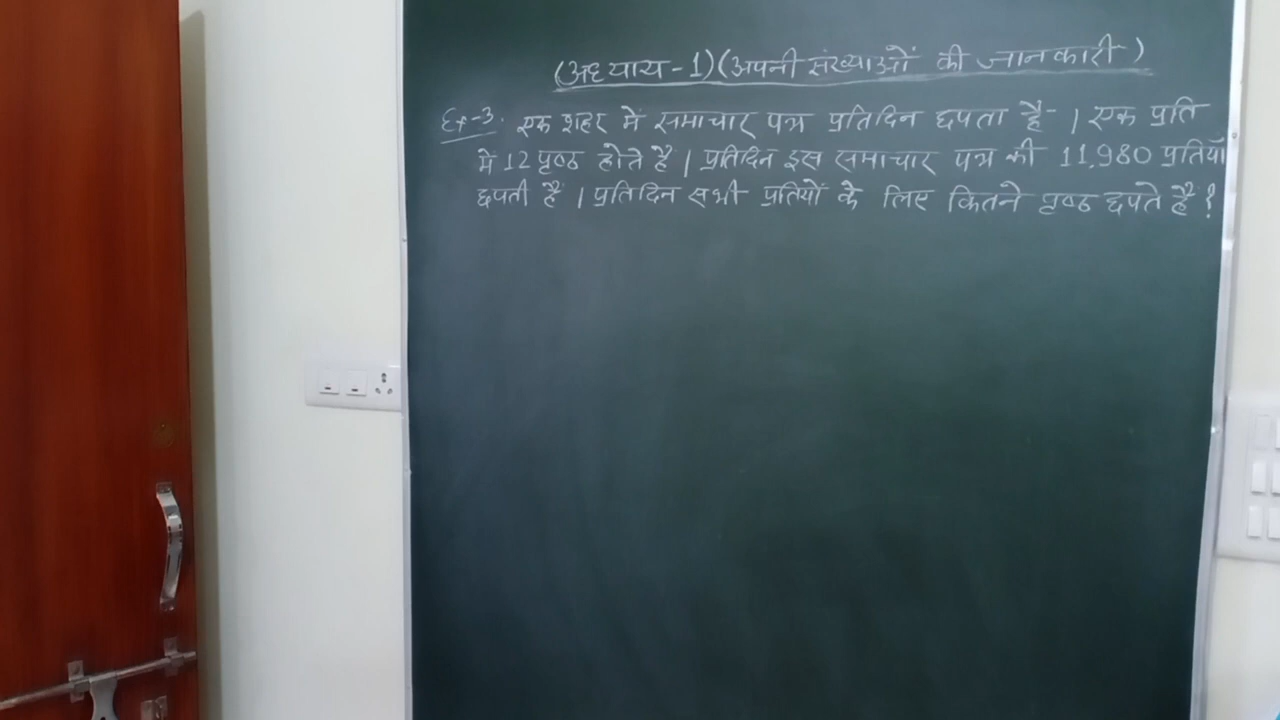 (अध्याय-1)(अपनी संख्याओं की जानकारी)
Ex-3. एक शहर में समाचार पत्र प्रतिदिन छपता है | एक प्रति
में 12 पृष्ठ होते हैं | प्रतिदिन इस समाचार पत्र की 11,980 प्रतियाँ
छपती हैं | प्रतिदिन सभी प्रतियों के लिए कितने पृष्ठ छपते हैं ?